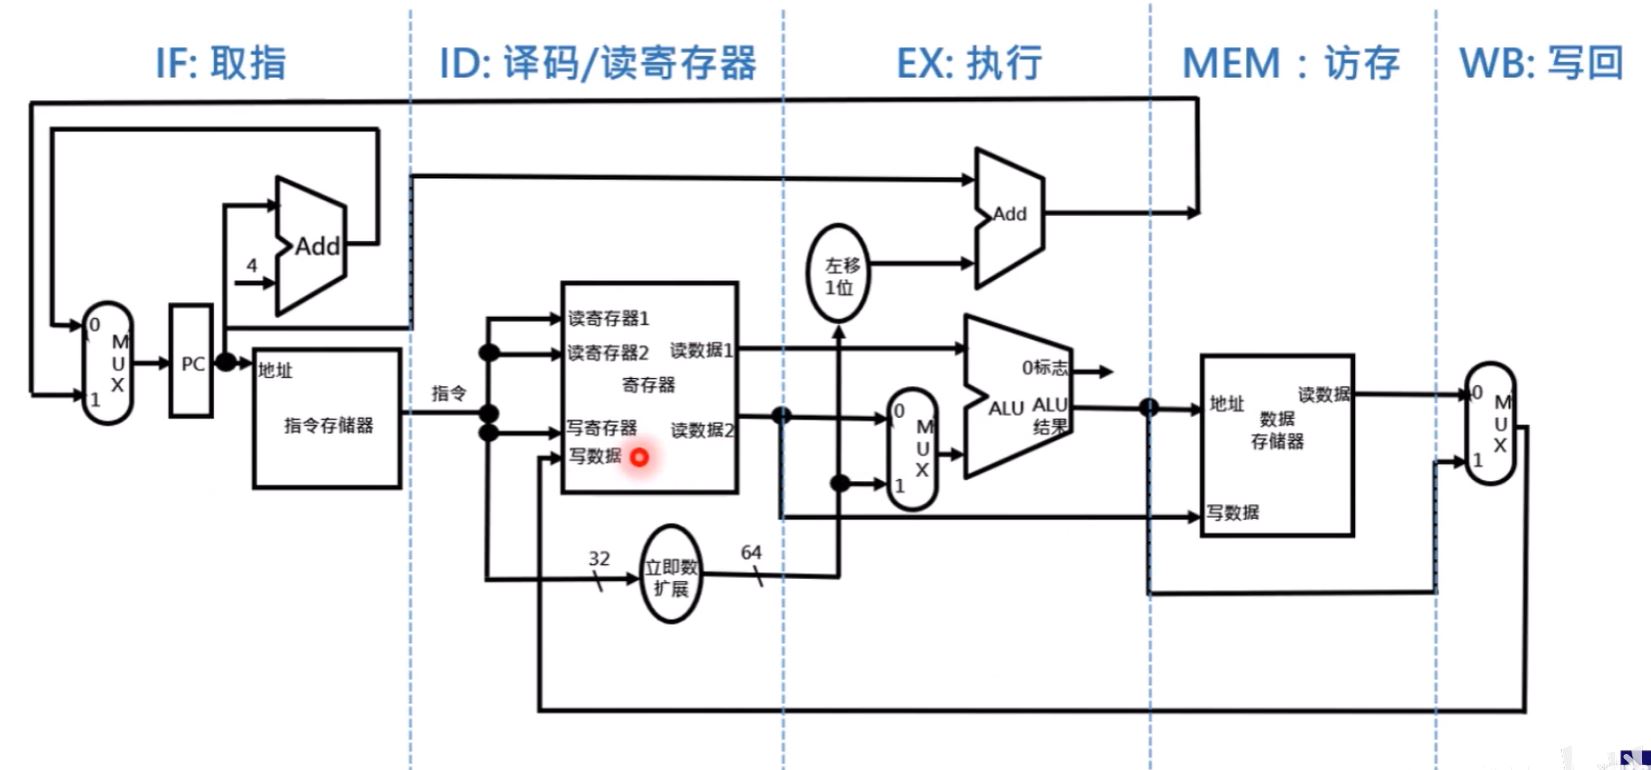 IF: 取指
ID: 译码/读寄存器
EX: 执行
MEM：访存
WB: 写回
Add
4
0
M
U
X
1
PC
地址
指令存储器
指令
读寄存器1
读寄存器2
读数据1
寄存器
写寄存器
读数据2
写数据
32
立即数
扩展
64
左移
1位
Add
0
M
U
X
1
0标志
ALU
ALU
结果
地址
读数据
数据
存储器
写数据
0
M
U
X
1